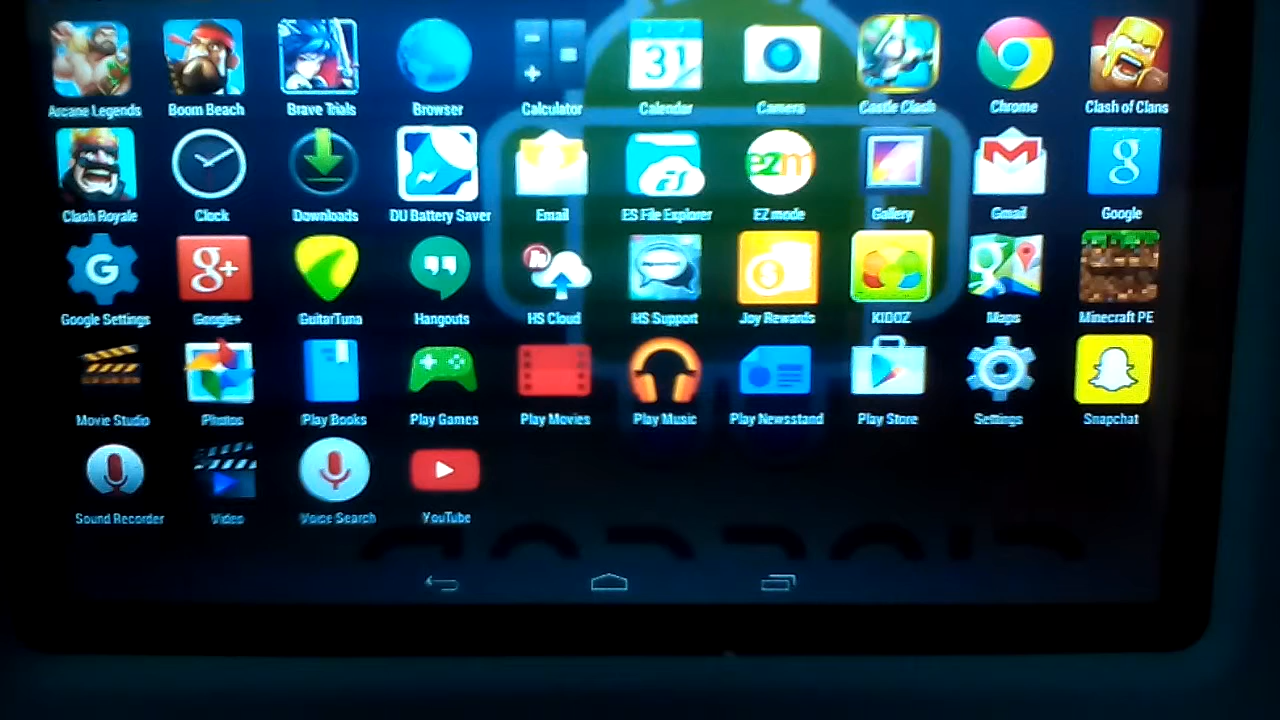 Arcane Legends Boom Beach Brave Trials Browser Calculator Calendar Camera Castle Clash Chrome Clash of Clans
31
ezm
g
Clash Royale Clock Downloads DU Battery Saver Email ES File Explorer EZ mode Gallery Gmail Google
G g+ h g
Google Settings Google+ GuitarTuna Hangouts HS Cloud HS Support Joy Rewards KIDOZ Maps Minecraft PE
Movie Studio Photos Play Books Play Games Play Movies Play Music Play Newsstand Play Store Settings Snapchat
Sound Recorder Video Voice Search YouTube